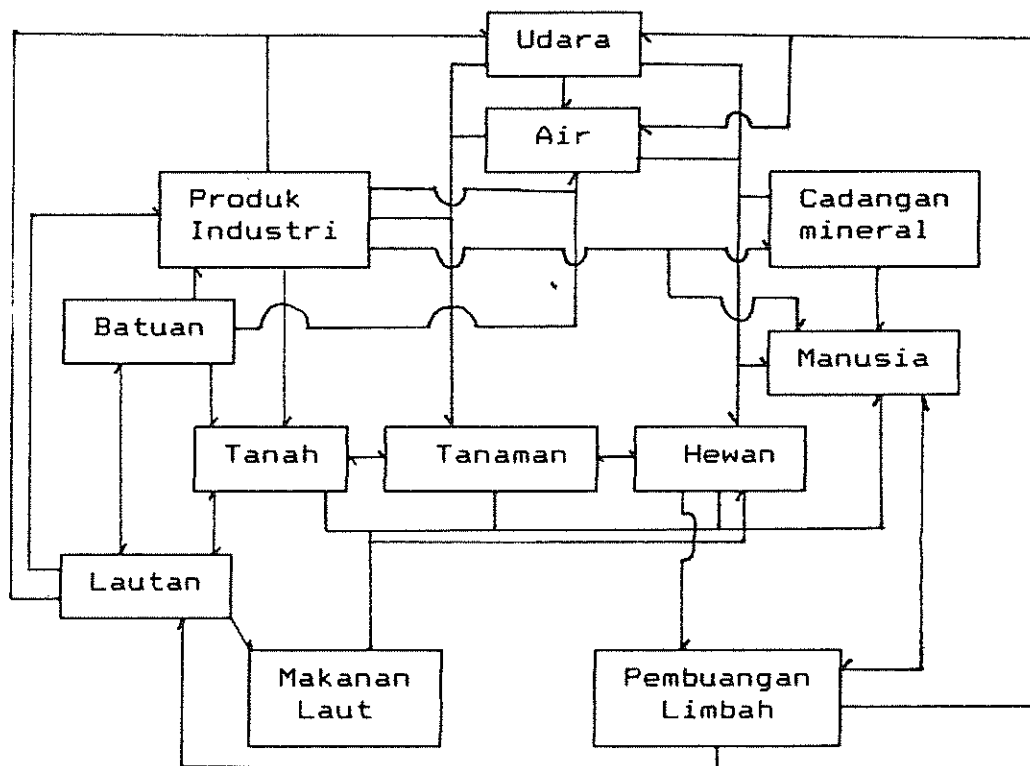 Udara
Air
Produk
Industri
Cadangan
mineral
Batuan
Manusia
Tanah
Tanaman
Hewan
Lautan
Makanan
Laut
Pembuangan
Limbah